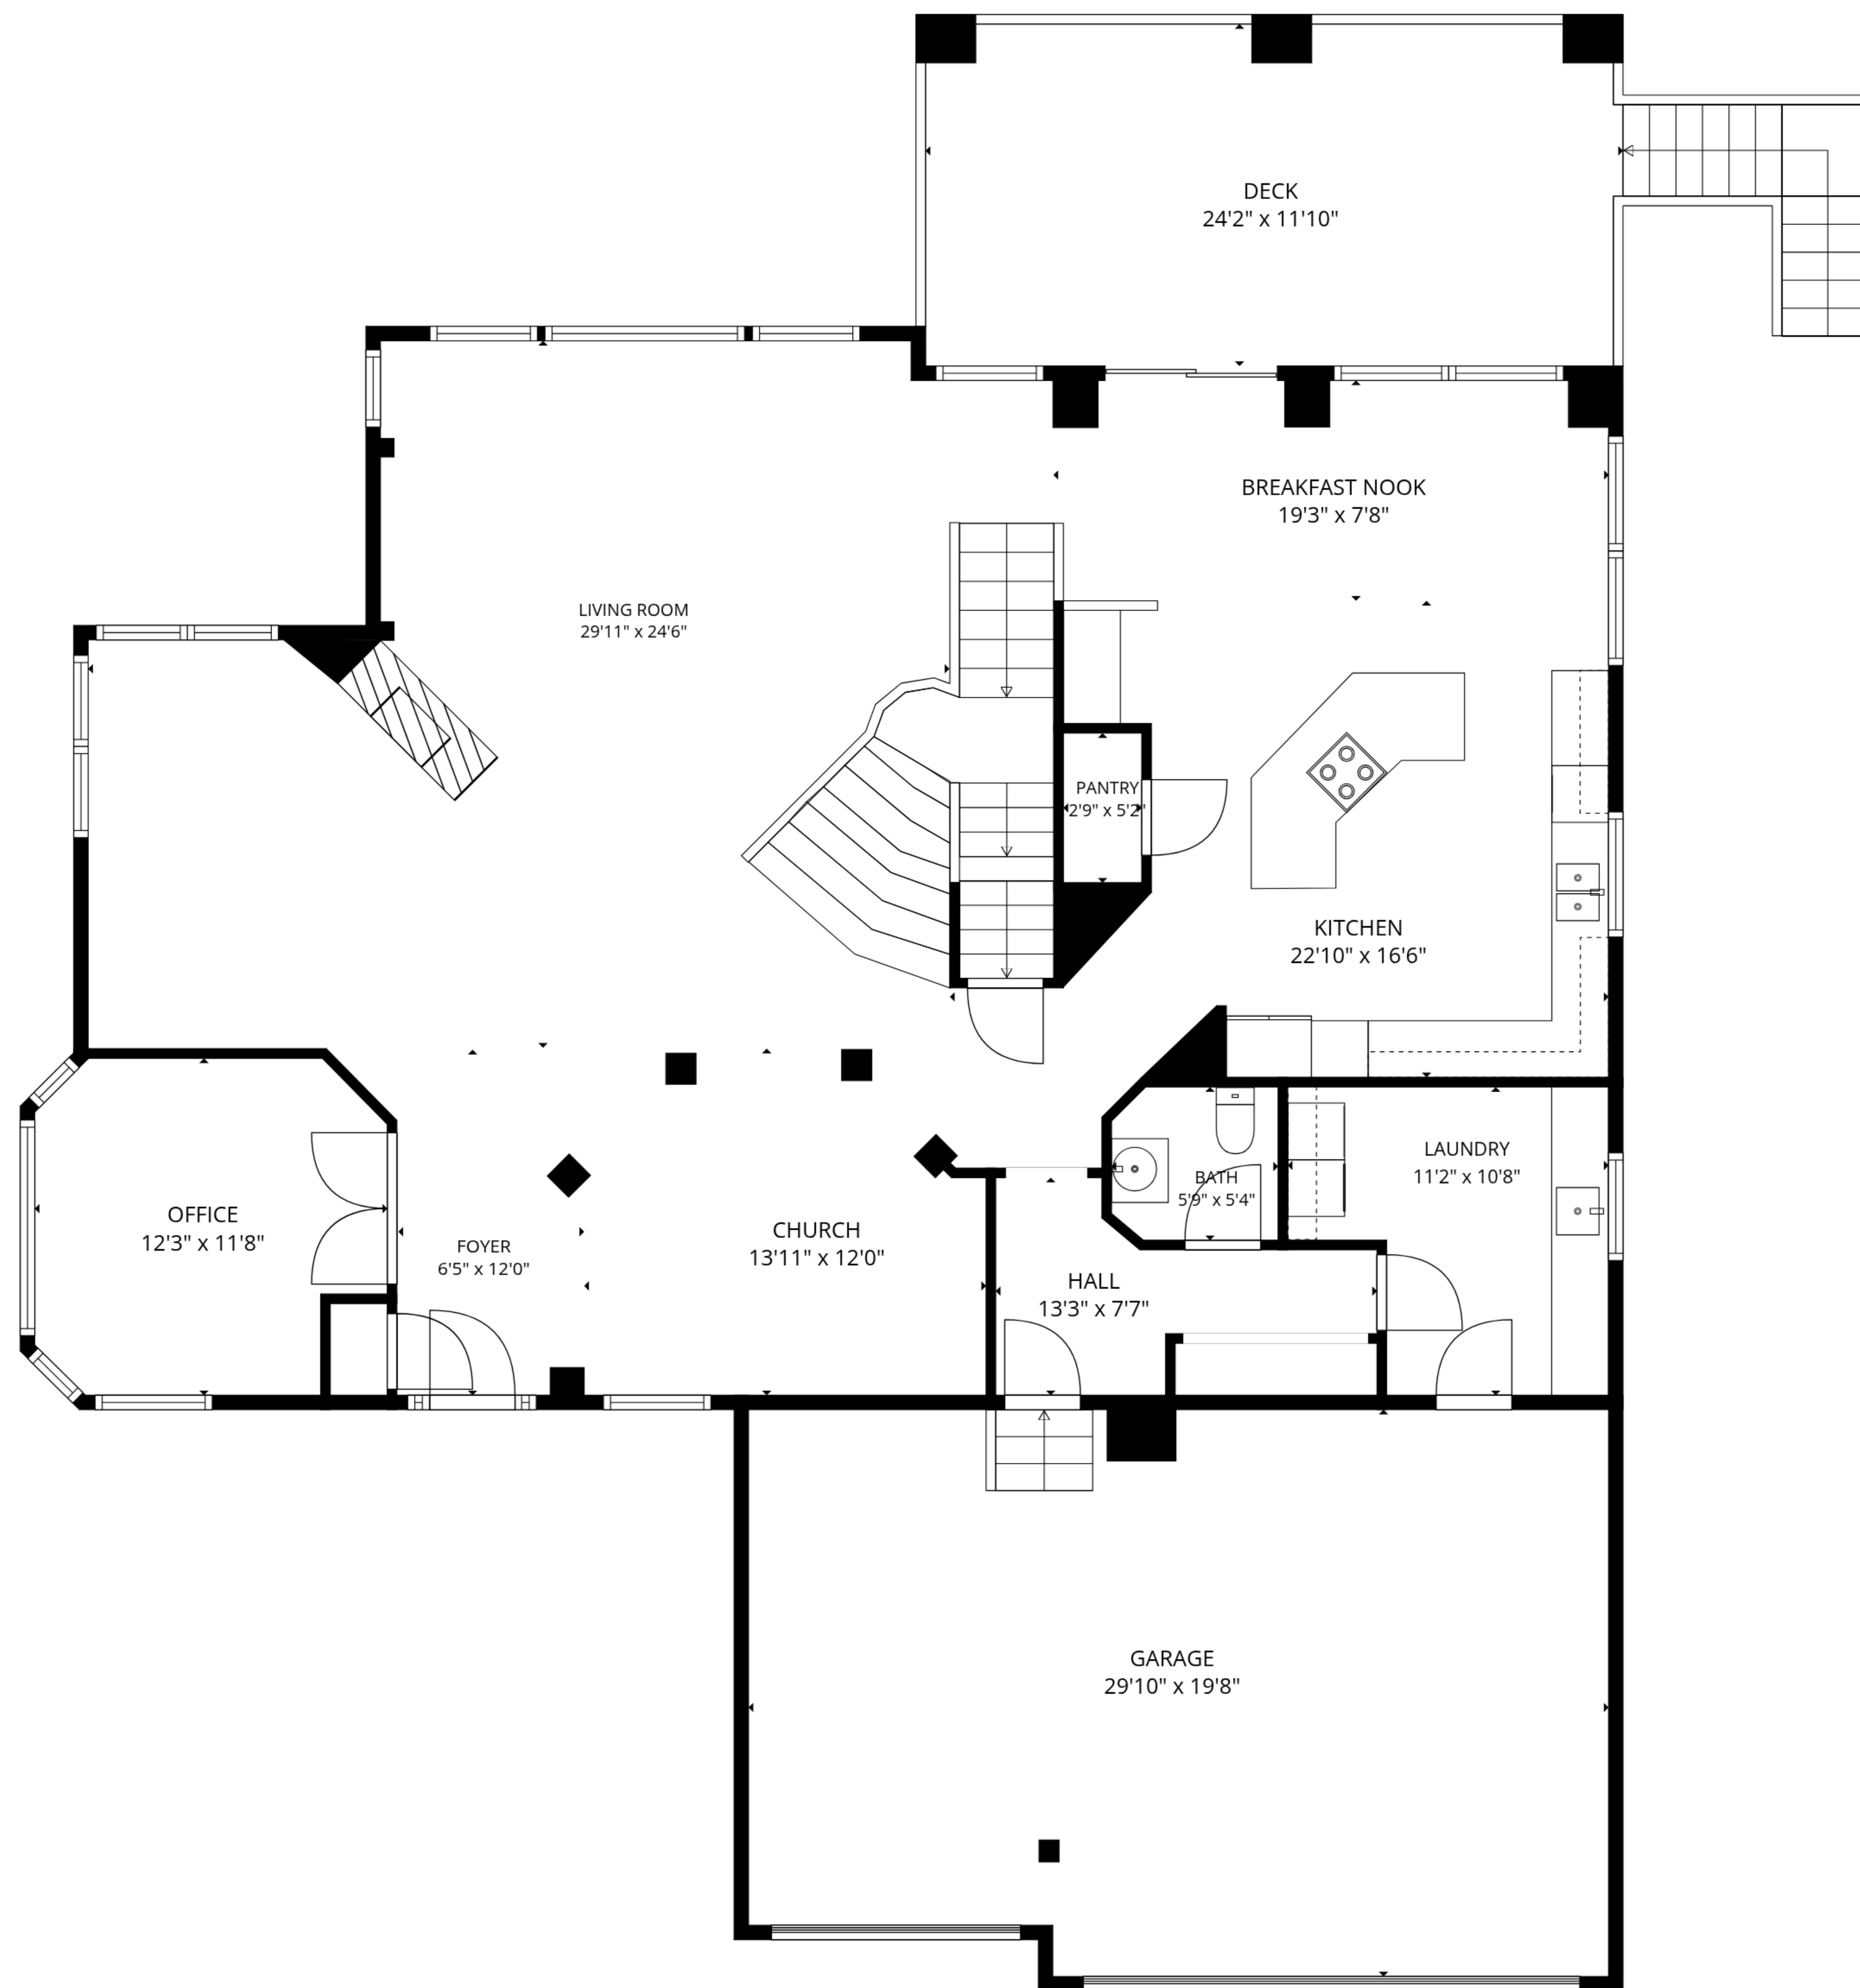 DECK
24'2" x 11'10"
BREAKFAST NOOK
19'3" x 7'8"
LIVING ROOM
29'11" x 24'6"
PANTRY
2'9" x 5'2"
KITCHEN
22'10" x 16'6"
LAUNDRY
11'2" x 10'8"
BATH
5'9" x 5'4"
OFFICE
12'3" x 11'8"
FOYER
6'5" x 12'0"
CHURCH
13'11" x 12'0"
HALL
13'3" x 7'7"
GARAGE
29'10" x 19'8"